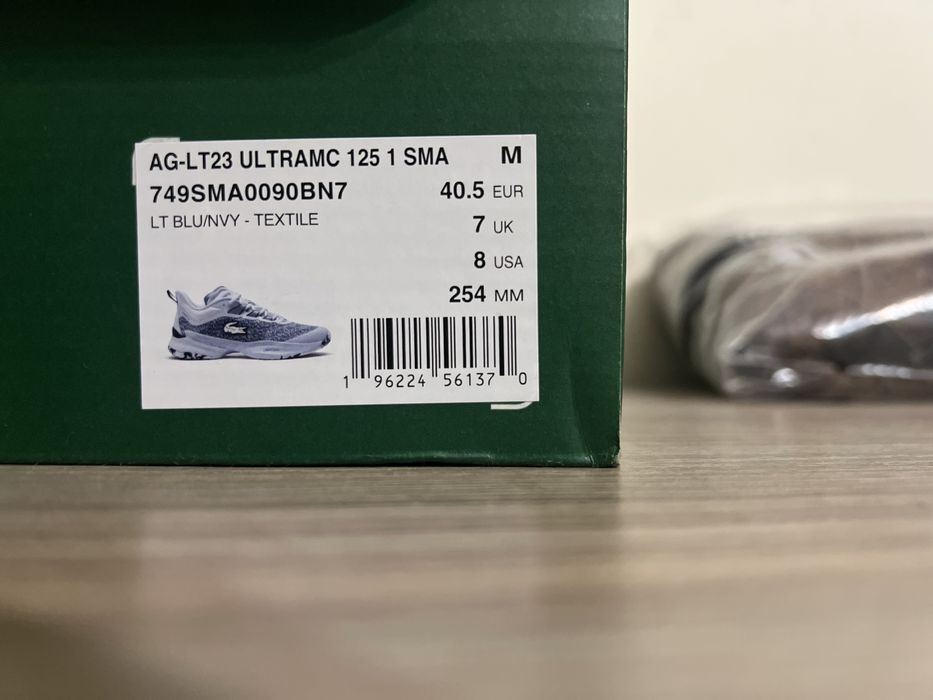 AG-LT23 ULTRAMC 125 1 SMA M
749SMA0090BN7 40.5 EUR
LT BLU/NVY - TEXTILE 7 UK
8 USA
254 MM
1 96224 56137 0